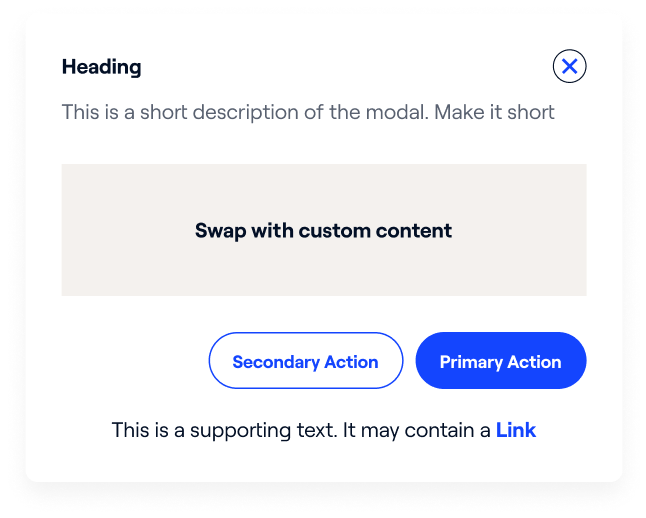 Heading
This is a short description of the modal. Make it short
Swap with custom content
Secondary Action
Primary Action
This is a supporting text. It may contain a Link